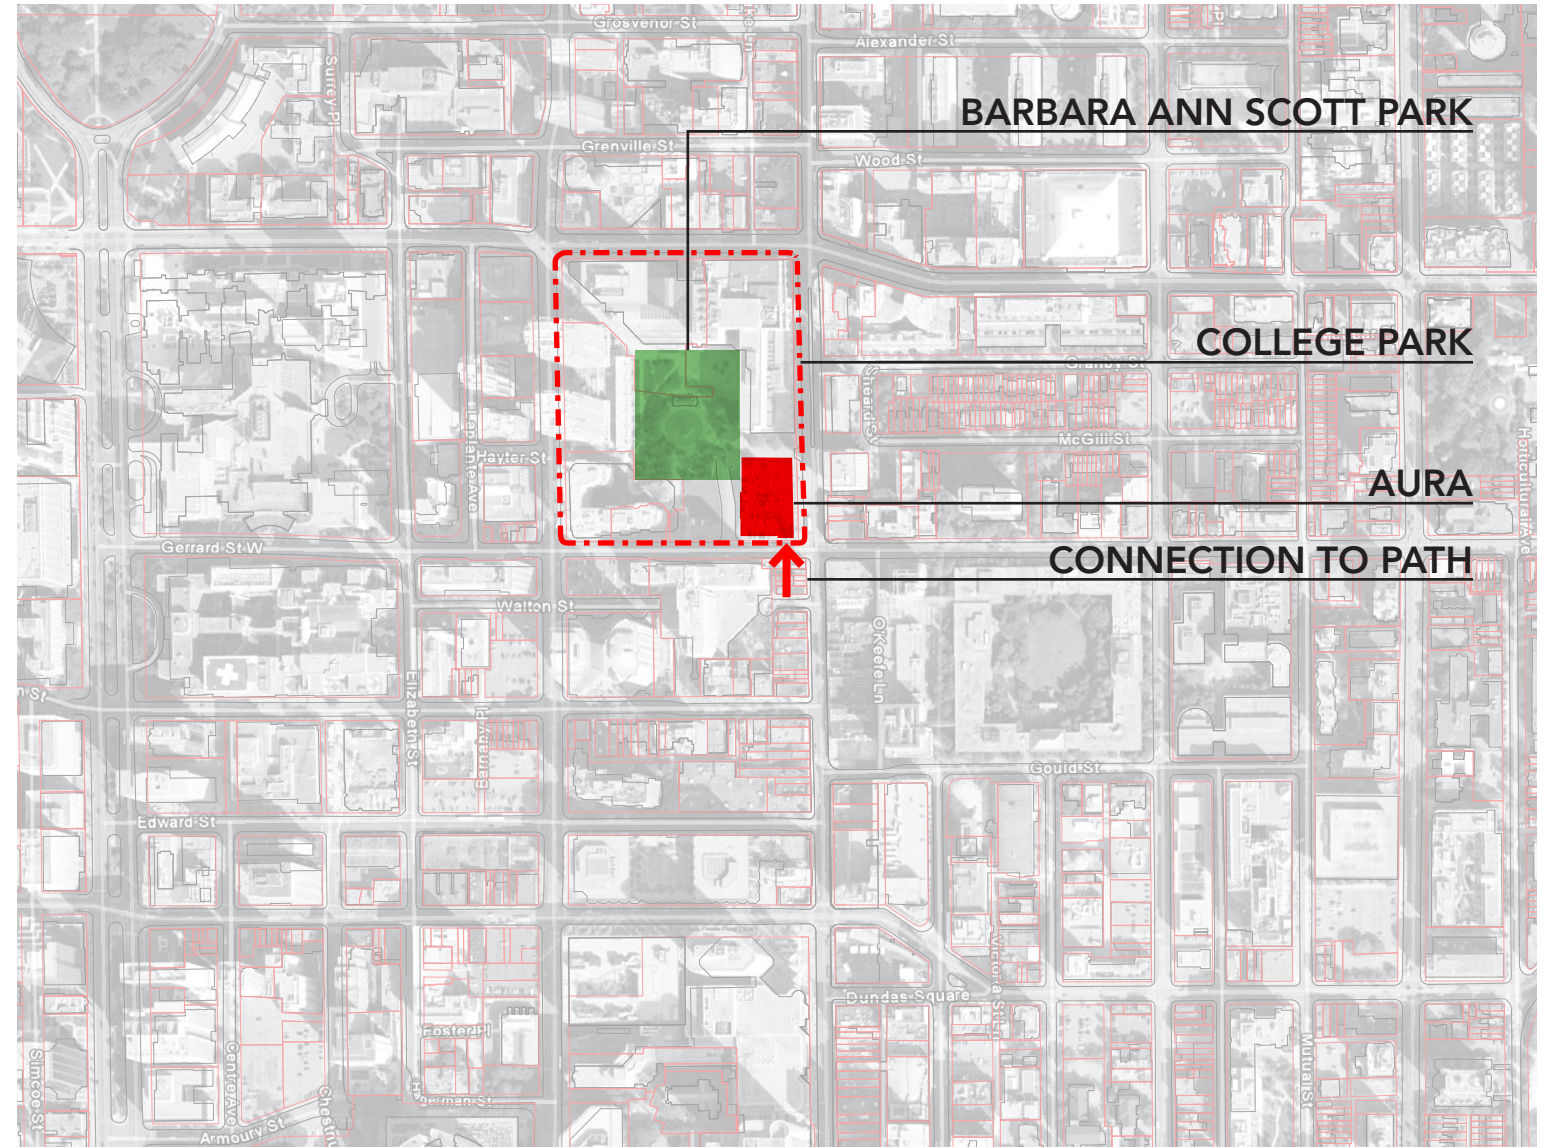 Grosvenor St
Alexander St
Surrey Pl
BARBARA ANN SCOTT PARK
Grenville St
Wood St
COLLEGE PARK
Granby St
McGill St
Hayter St
Laplante Ave
AURA
Horticultural Ave
Gerrard St W
CONNECTION TO PATH
Walton St
O'Keefe Ln
Elizabeth St
Gould St
Edward St
Dundas Square
Victoria St Ln
Foster Pl
Simcoe St
Centre Ave
Mutual St
Armoury St